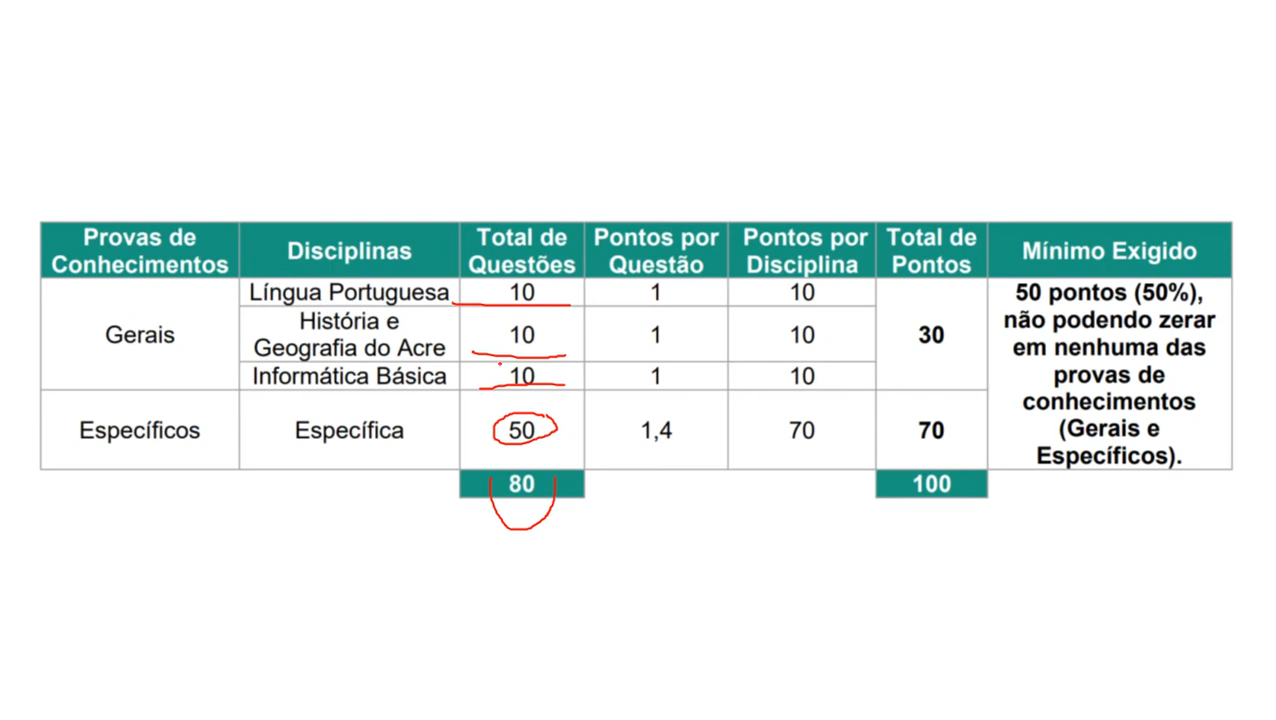 Provas de Conhecimentos Disciplinas Total de Questões Pontos por Questão Pontos por Disciplina Total de Pontos Mínimo Exigido
Gerais
Língua Portuguesa 10 1 10
História e Geografia do Acre 10 1 10
Informática Básica 10 1 10
30
Específicos Específica 50 1,4 70 70
50 pontos (50%),
não podendo zerar
em nenhuma das
provas de
conhecimentos
(Gerais e
Específicos).
80 100